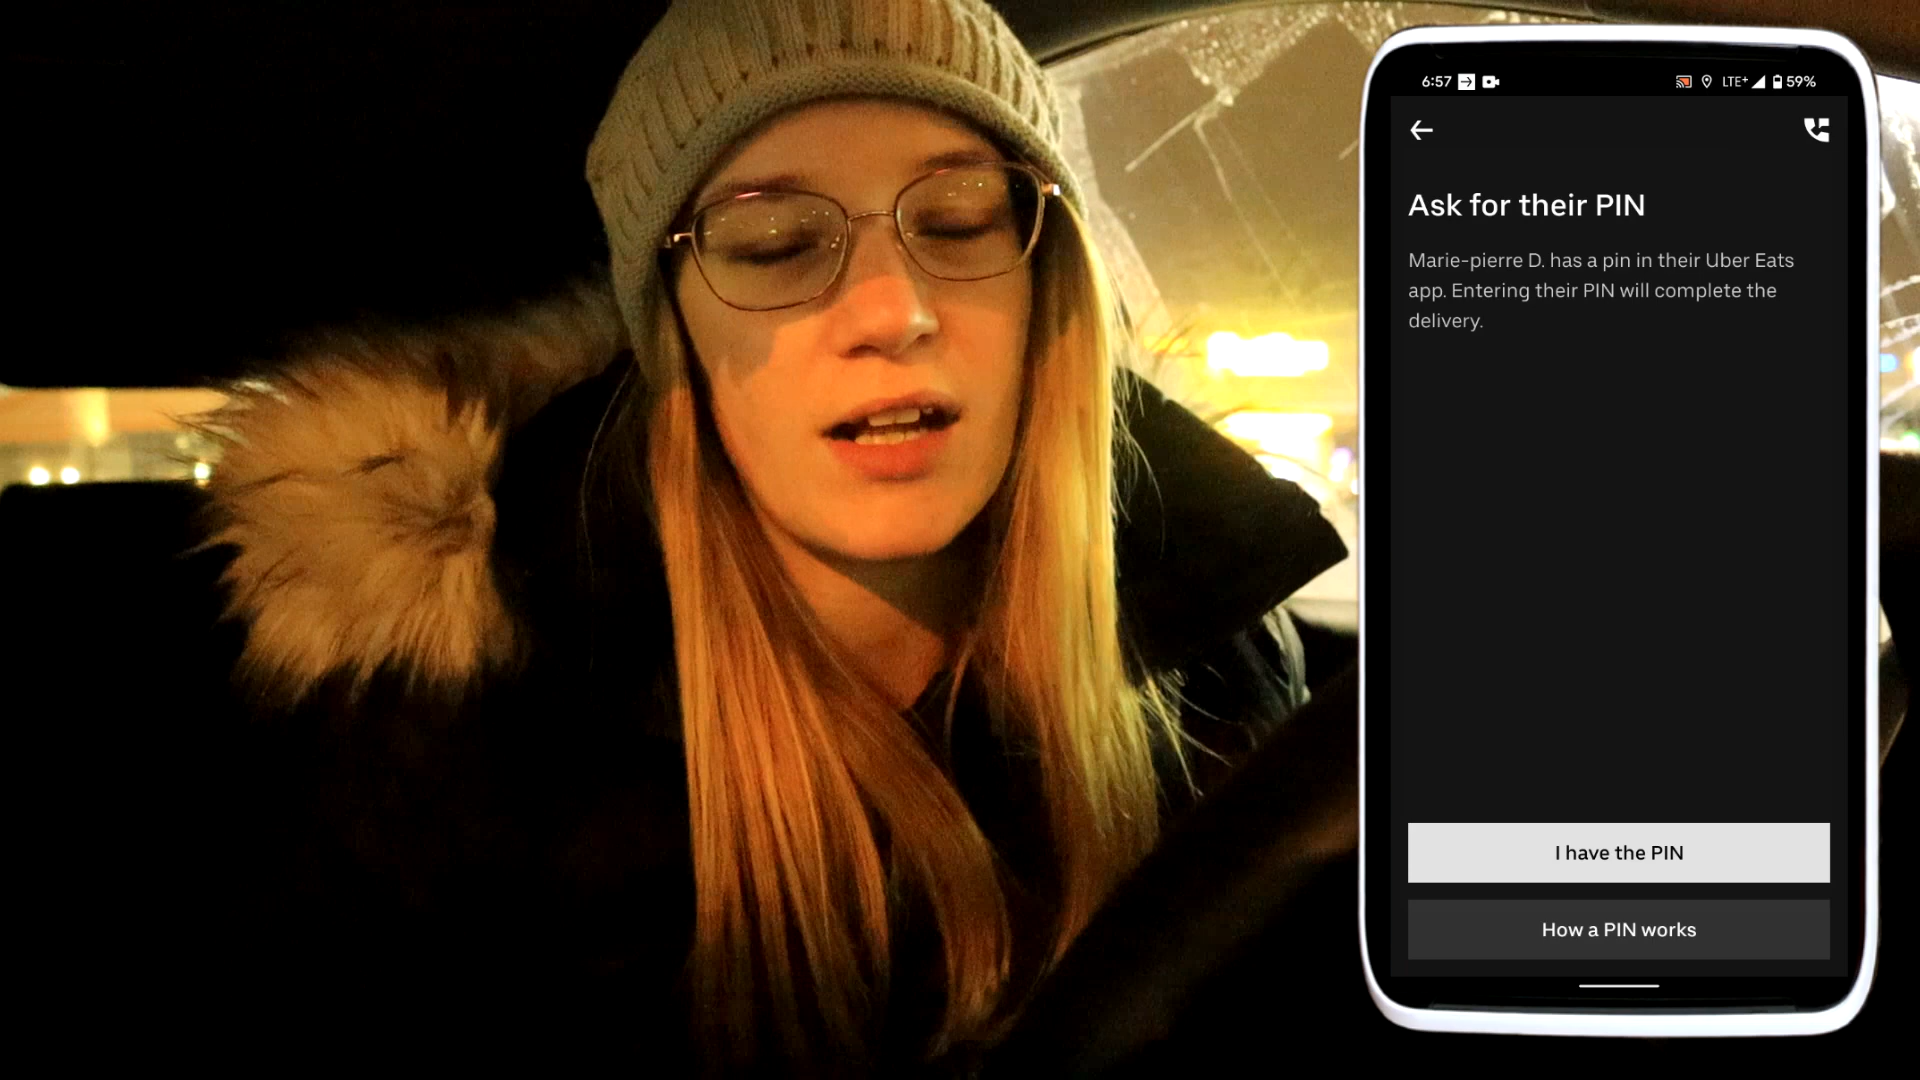 6:57 LTE+ 59%
Ask for their PIN
Marie-pierre D. has a pin in their Uber Eats
app. Entering their PIN will complete the
delivery.
I have the PIN
How a PIN works